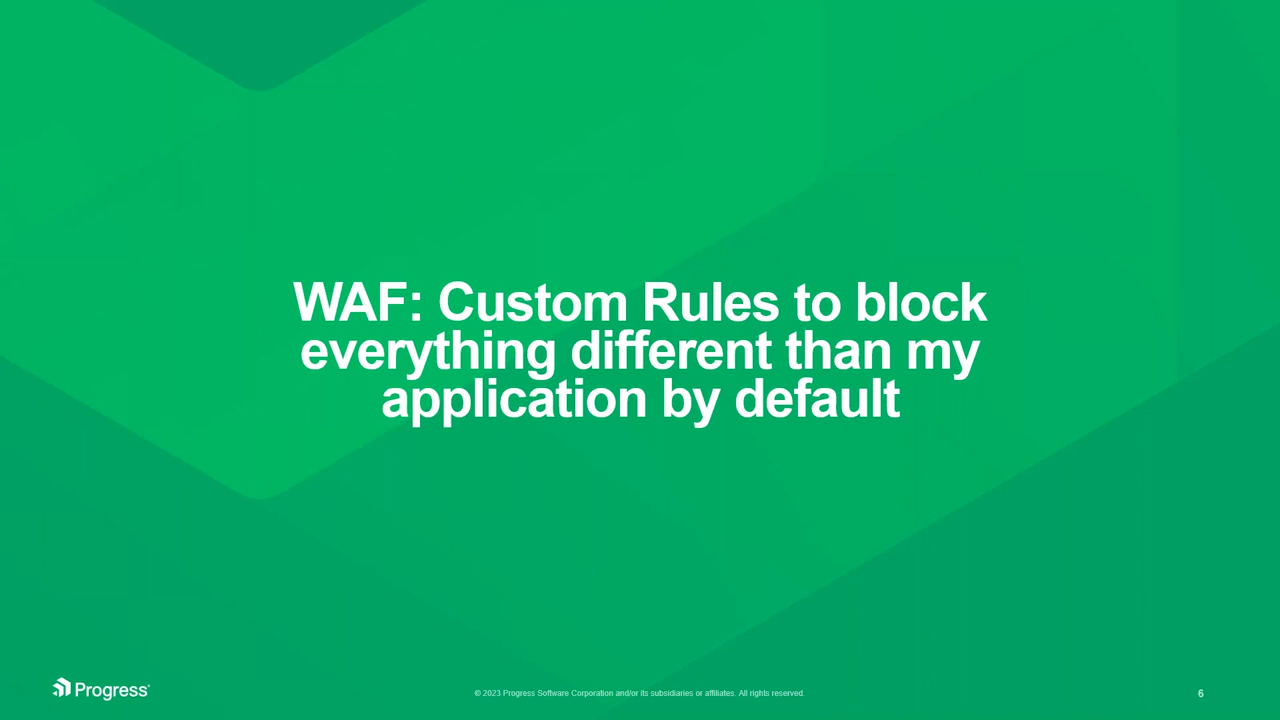 WAF: Custom Rules to block
everything different than my
application by default
Progress®
© 2023 Progress Software Corporation and/or its subsidiaries or affiliates. All rights reserved.
6